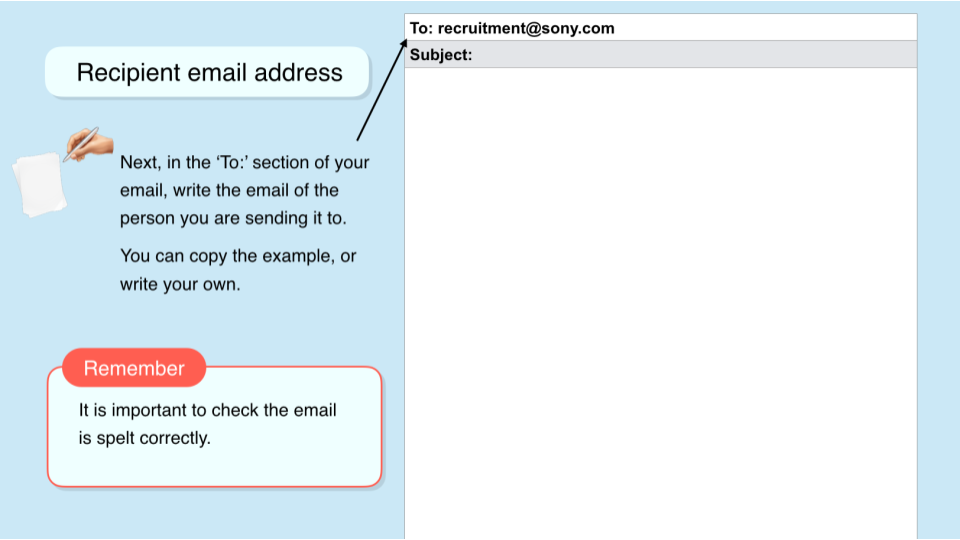 Recipient email address
Next, in the ‘To:’ section of your
email, write the email of the
person you are sending it to.
You can copy the example, or
write your own.
Remember
It is important to check the email
is spelt correctly.
To: recruitment@sony.com
Subject: